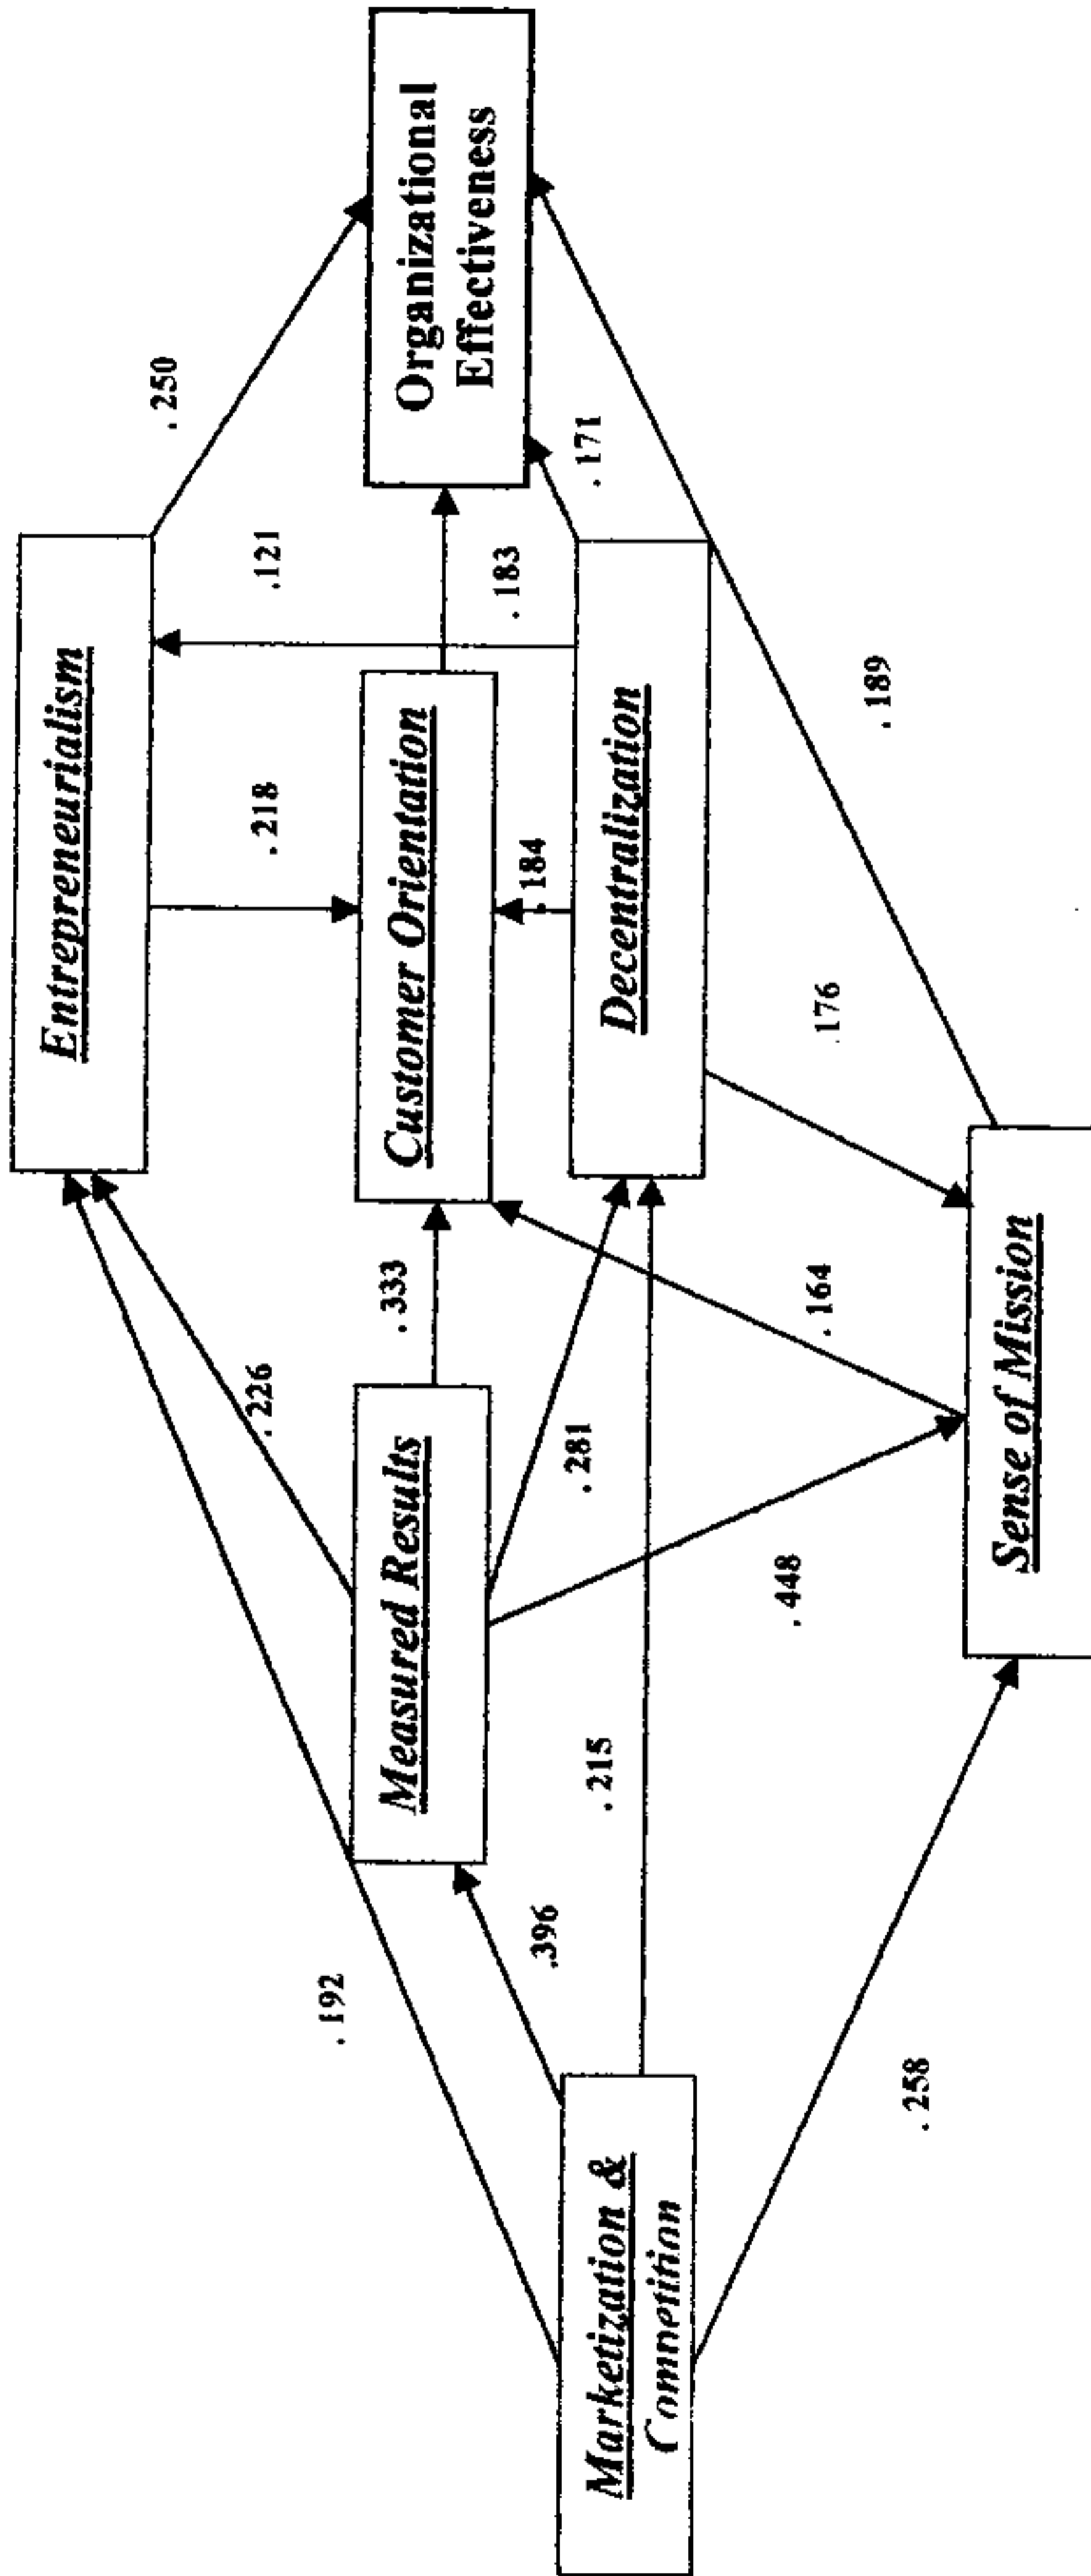 Entrepreneurialism
.250
Organizational
Effectiveness
.121
.218
.183
.171
Customer Orientation
.184
Decentralization
.189
.176
.226
.333
Measured Results
.281
.164
.448
Sense of Mission
.192
.396
.215
.258
Marketization &
Competition